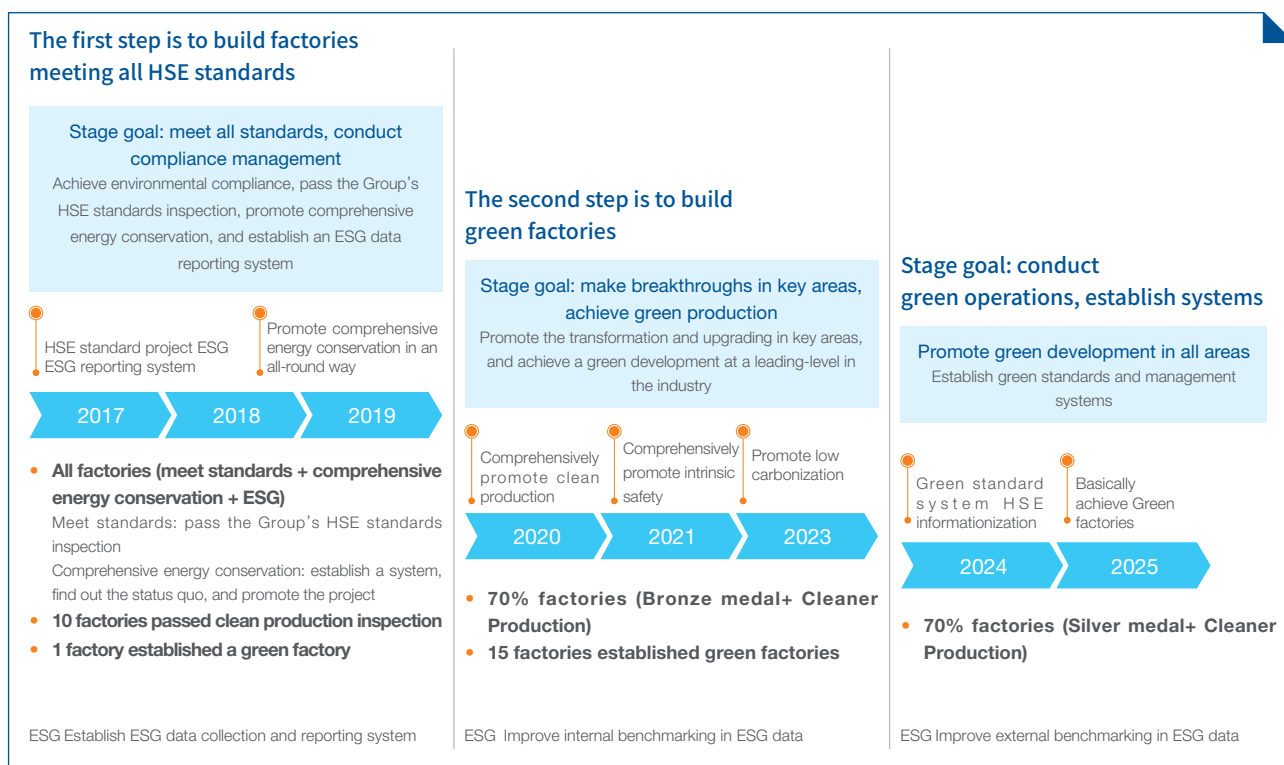 The first step is to build factories
meeting all HSE standards
Stage goal: meet all standards, conduct
compliance management
Achieve environmental compliance, pass the Group's
HSE standards inspection, promote comprehensive
energy conservation, and establish an ESG data
reporting system
HSE standard project ESG
ESG reporting system
Promote comprehensive
energy conservation in an
all-round way
2017
2018
2019
• All factories (meet standards + comprehensive
energy conservation + ESG)
Meet standards: pass the Group's HSE standards
inspection
Comprehensive energy conservation: establish a system,
find out the status quo, and promote the project
• 10 factories passed clean production inspection
• 1 factory established a green factory
ESG Establish ESG data collection and reporting system
The second step is to build
green factories
Stage goal: make breakthroughs in key areas,
achieve green production
Promote the transformation and upgrading in key areas,
and achieve a green development at a leading-level in
the industry
Comprehensively
promote clean
production
Comprehensively
promote intrinsic
safety
Promote low
carbonization
2020
2021
2023
• 70% factories (Bronze medal+ Cleaner
Production)
• 15 factories established green factories
ESG Improve internal benchmarking in ESG data
Stage goal: conduct
green operations, establish systems
Promote green development in all areas
Establish green standards and management
systems
Green standard
system HSE
informationization
Basically
achieve Green
factories
2024
2025
• 70% factories (Silver medal+ Cleaner
Production)
ESG Improve external benchmarking in ESG data